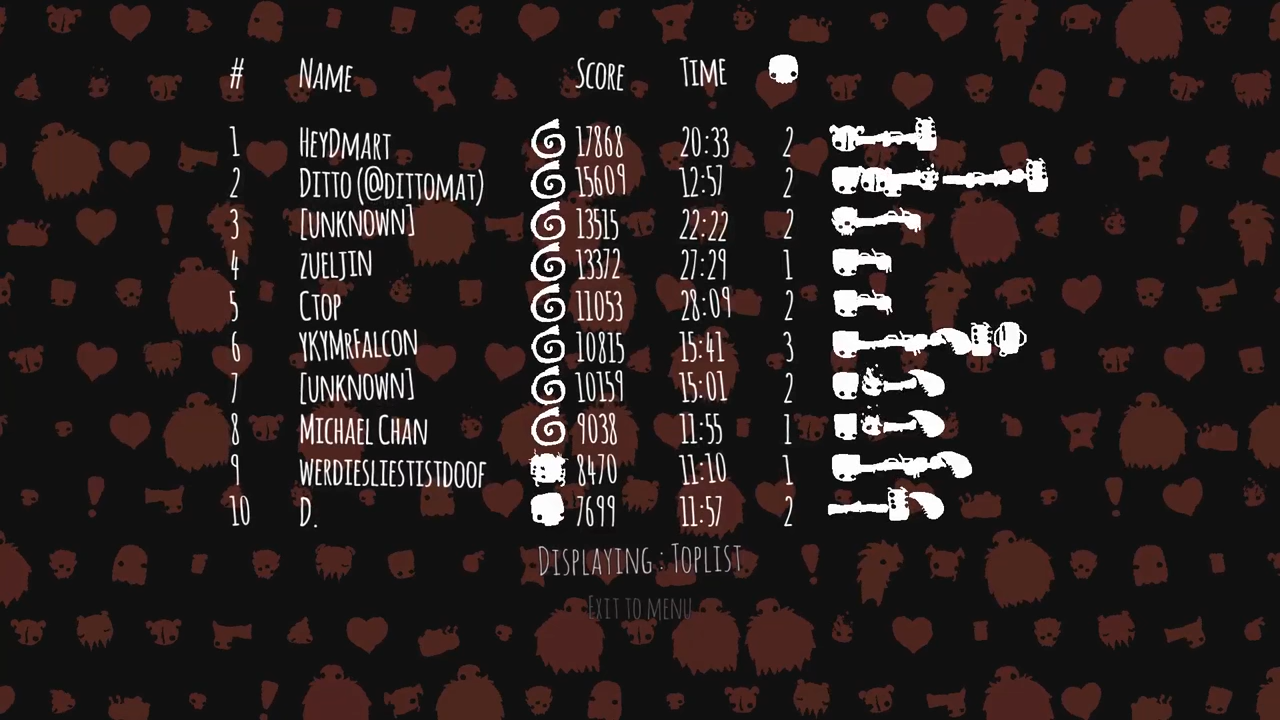 # Name Score Time
1 HeyDmart 17868 20:33 2
2 Ditto (@dittomat) 15609 12:57 2
3 [unknown] 13515 22:22 2
4 zueljin 13372 27:29 1
5 Ctop 11053 28:09 2
6 YKYMrFalcon 10815 15:41 3
7 [unknown] 10159 15:01 2
8 Michael Chan 9038 11:55 1
9 werdiesliestistdoof 8470 11:10 1
10 D. 7699 11:57 2
Displaying : Toplist
Exit to menu